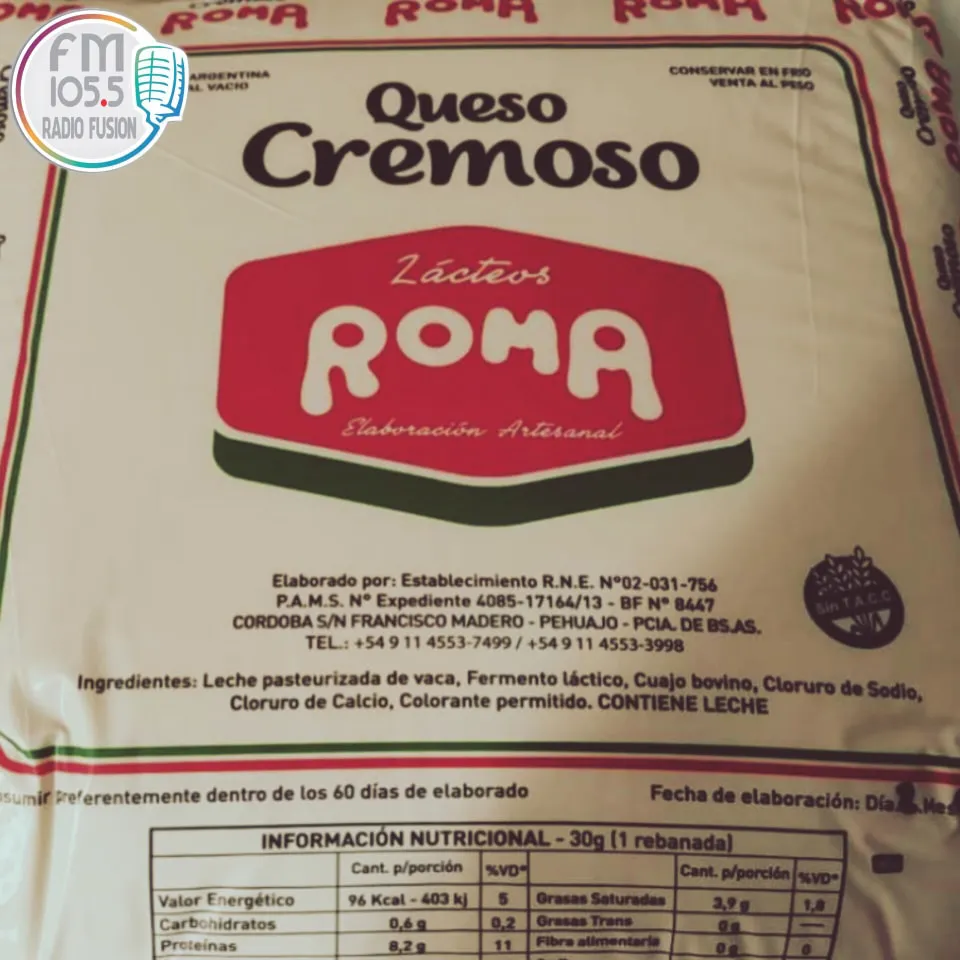 ROMA ROMA ROMA
FM
105.5
RADIO FUSION
ARGENTINA
AL VACIO
CONSERVAR EN FRIO
VENTA AL PESO
Queso
Cremoso
Lácteos
ROMA
Elaboración Artesanal
Elaborado por: Establecimiento R.N.E. N°02-031-756
P.A.M.S. N° Expediente 4085-17164/13 - BF N° 8447
CORDOBA S/N FRANCISCO MADERO - PEHUAJO - PCIA. DE BS.AS.
TEL.: +54 9 11 4553-7499 / +54 9 11 4553-3998
Sin T.A.C.C.
Ingredientes: Leche pasteurizada de vaca, Fermento láctico, Cuajo bovino, Cloruro de Sodio,
Cloruro de Calcio, Colorante permitido. CONTIENE LECHE
Preferentemente dentro de los 60 días de elaborado
Fecha de elaboración: Día
INFORMACIÓN NUTRICIONAL - 30g (1 rebanada)
Cant. p/porción %VD* Cant. p/porción %VD*
Valor Energético 96 Kcal - 403 kj 5 Grasas Saturadas 3,9 g 1,8
Carbohidratos 0,6 g 0,2 Grasas Trans 0g —
Proteínas 8,2 g 11 Fibra alimentaria 0g 0
Queso
Cremoso
ROMA
Queso